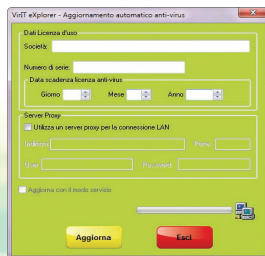 VirIT eXplorer - Aggiornamento automatico anti-virus
Dati Licenza d'uso
Società:
Numero di serie:
Data scadenza licenza anti-virus
Giorno Mese Anno
Server Proxy
Utilizza un server proxy per la connessione LAN
Indirizzo Porta
User Password
Aggiorna con il modo servizio
Aggiorna Esci